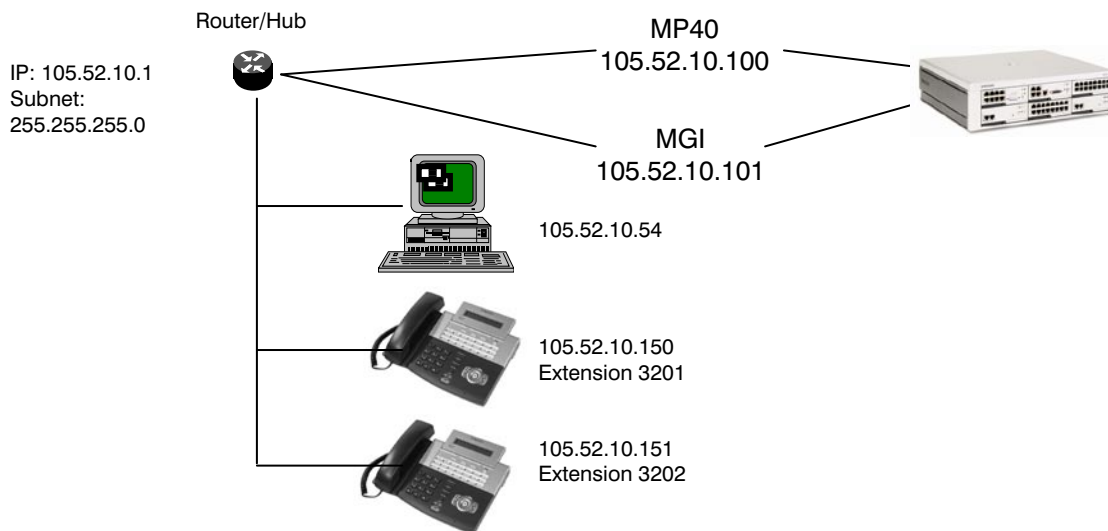 Router/Hub
IP: 105.52.10.1
Subnet:
255.255.255.0
MP40
105.52.10.100
MGI
105.52.10.101
105.52.10.54
105.52.10.150
Extension 3201
105.52.10.151
Extension 3202